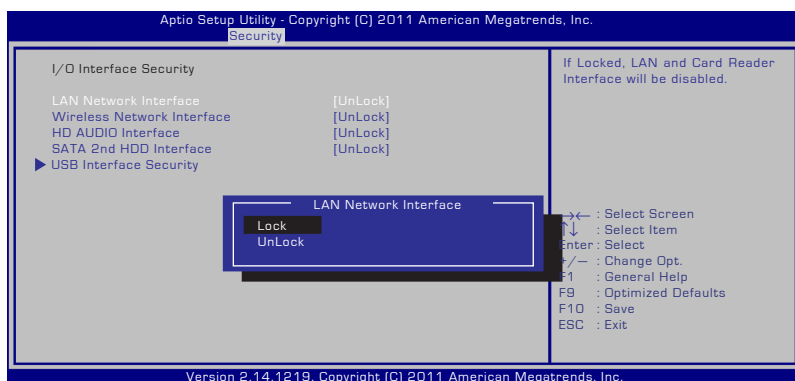 Aptio Setup Utility - Copyright (C) 2011 American Megatrends, Inc.
Security
I/O Interface Security
LAN Network Interface [UnLock]
Wireless Network Interface [UnLock]
HD AUDIO Interface [UnLock]
SATA 2nd HDD Interface [UnLock]
USB Interface Security
If Locked, LAN and Card Reader
Interface will be disabled.
LAN Network Interface
Lock
UnLock
→← : Select Screen
↑↓ : Select Item
Enter : Select
+/— : Change Opt.
F1 : General Help
F9 : Optimized Defaults
F10 : Save
ESC : Exit
Version 2.14.1219. Copyright (C) 2011 American Megatrends, Inc.